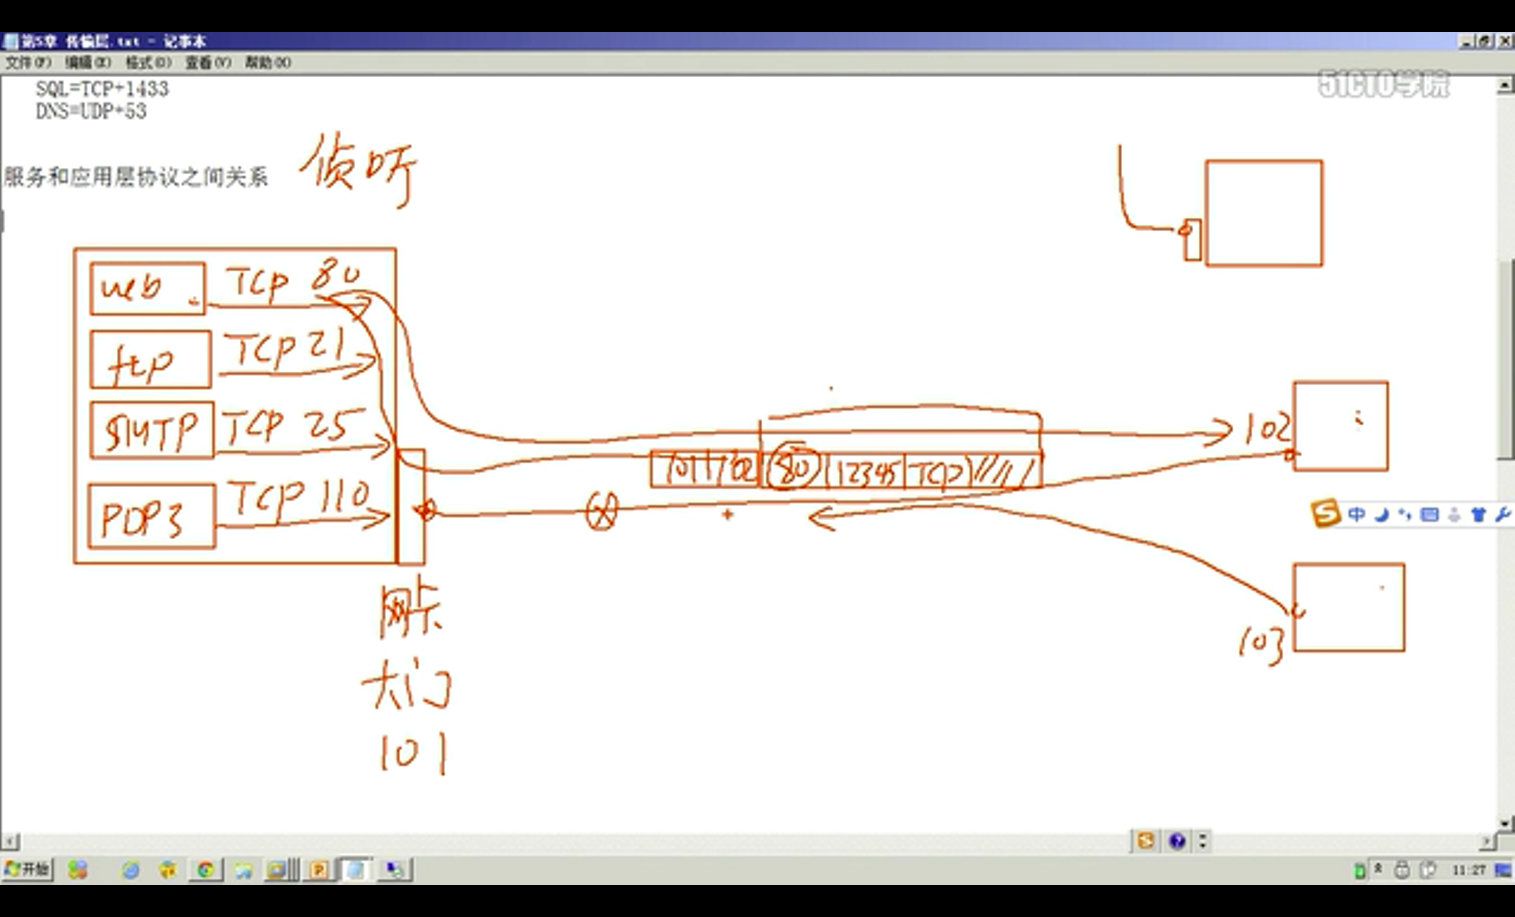 第5章 传输层.txt - 记事本
文件(F) 编辑(E) 格式(O) 查看(V) 帮助(H)
51CTO学院
SQL=TCP+1433
DNS=UDP+53
服务和应用层协议之间关系 侦听
web TCP 80
ftp TCP 21
SMTP TCP 25
POP3 TCP 110
102
101 102 80 12345 TCP
中
网卡
大门
101
103
开始
11:27